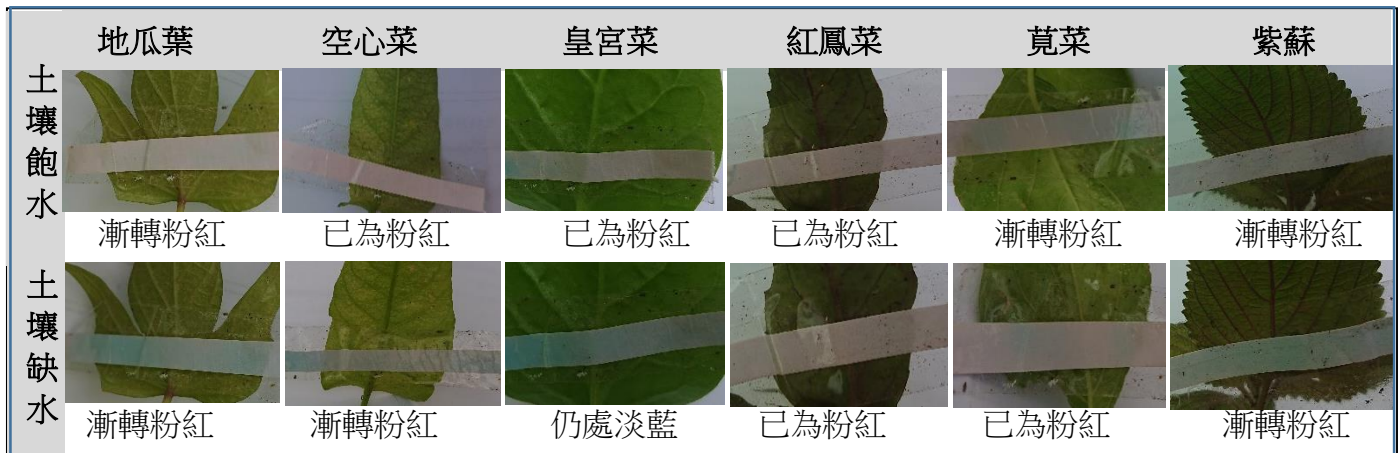 地瓜葉 空心菜 皇宮菜 紅鳳菜 莧菜 紫蘇
土壤飽水
漸轉粉紅 已為粉紅 已為粉紅 已為粉紅 漸轉粉紅 漸轉粉紅
土壤缺水
漸轉粉紅 漸轉粉紅 仍處淡藍 已為粉紅 已為粉紅 漸轉粉紅